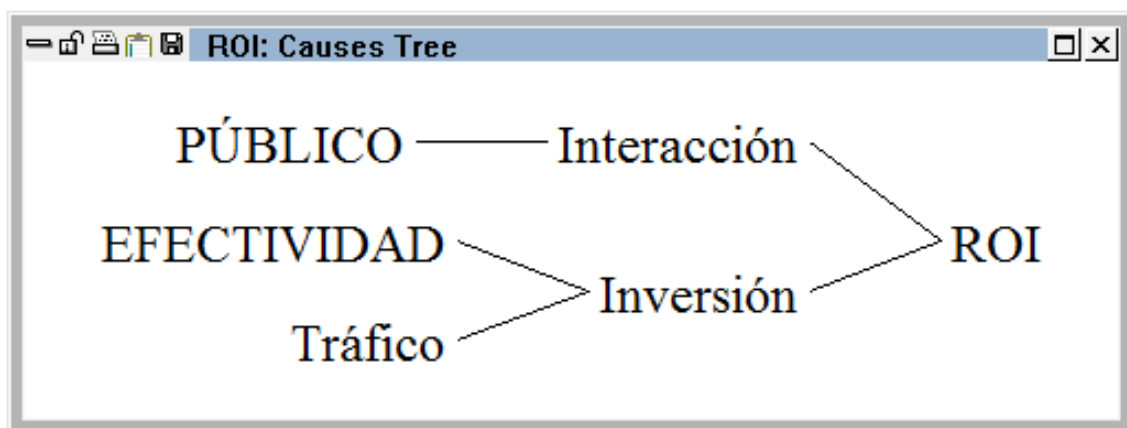 ROI: Causes Tree
PÚBLICO Interacción
EFECTIVIDAD ROI
Inversión
Tráfico